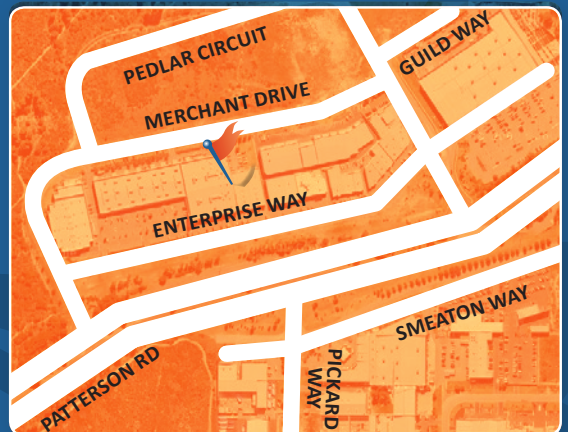 PEDLAR CIRCUIT
GUILD WAY
MERCHANT DRIVE
ENTERPRISE WAY
SMEATON WAY
PATTERSON RD
PICKARD
WAY